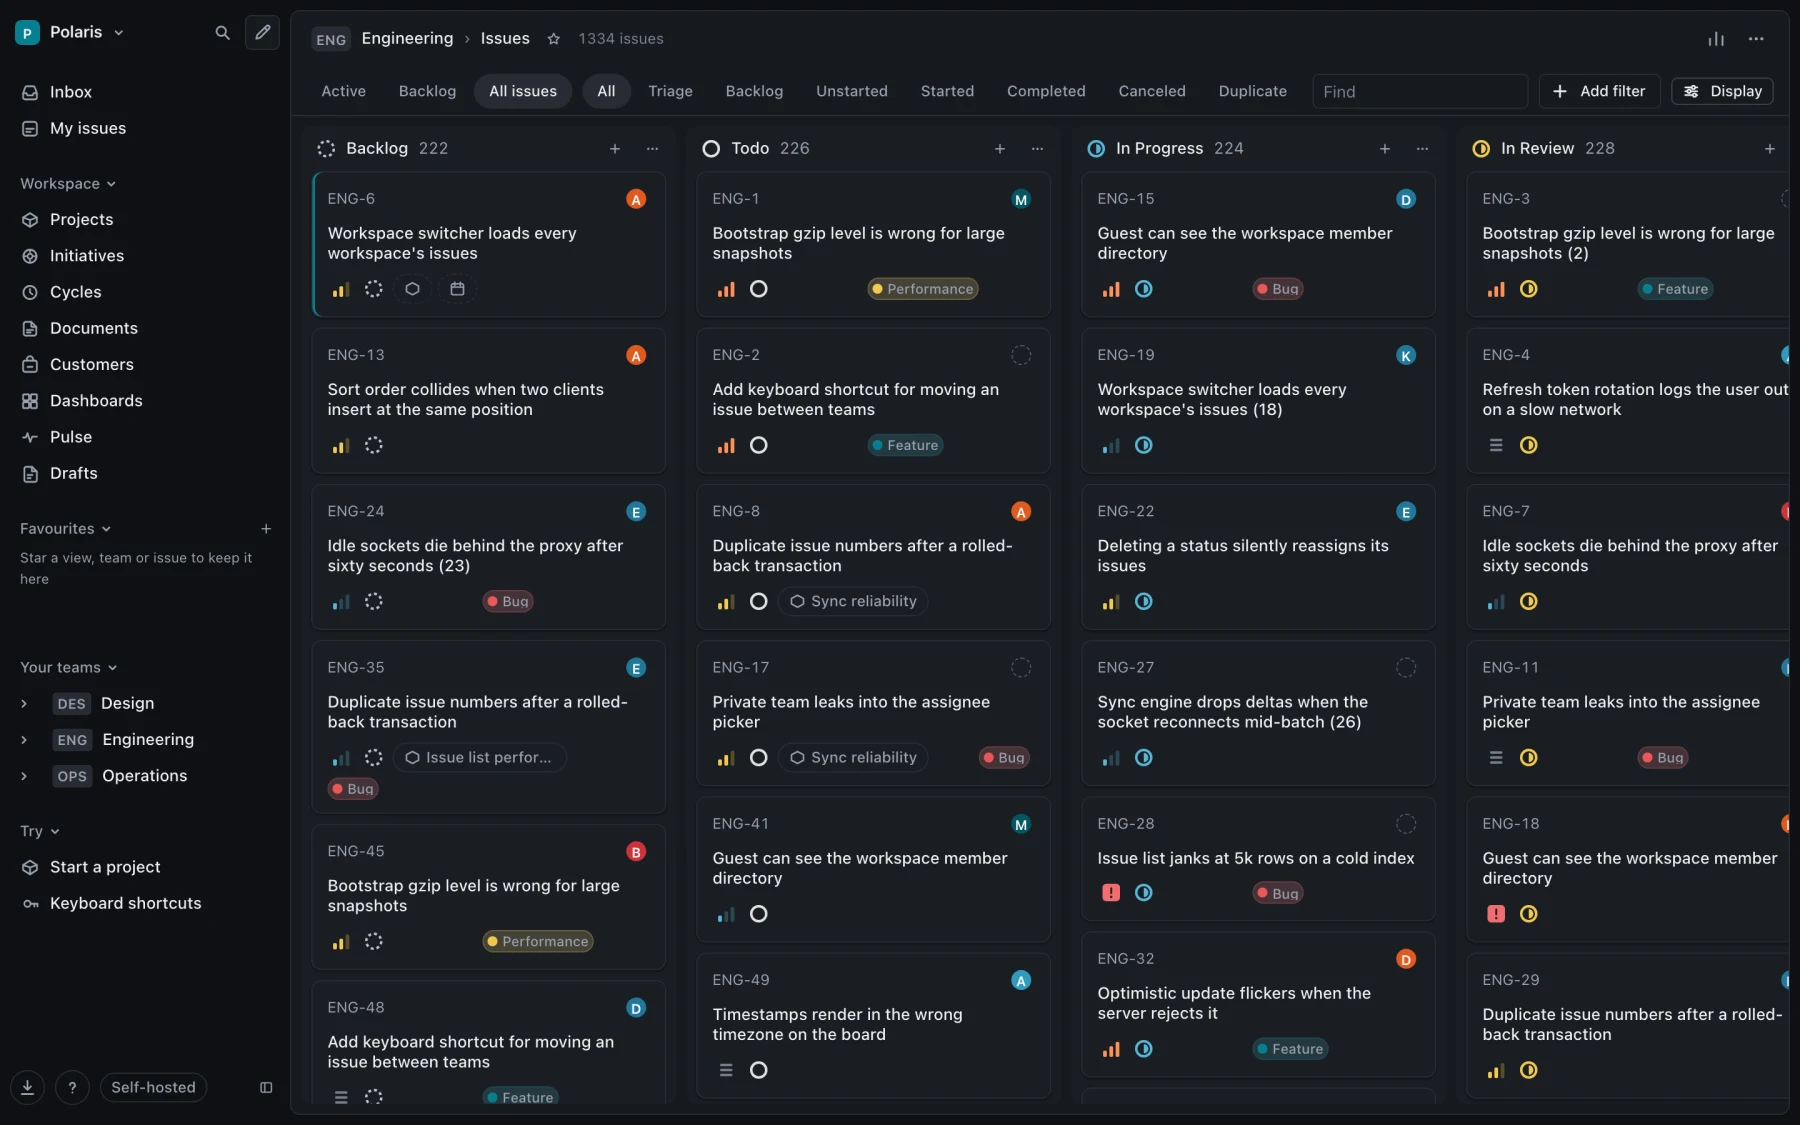 P Polaris
Inbox
My issues
Workspace
Projects
Initiatives
Cycles
Documents
Customers
Dashboards
Pulse
Drafts
Favourites
Star a view, team or issue to keep it
here
Your teams
DES Design
ENG Engineering
OPS Operations
Try
Start a project
Keyboard shortcuts
? Self-hosted
ENG Engineering › Issues 1334 issues
Active Backlog All issues All Triage Backlog Unstarted Started Completed Canceled Duplicate Find Add filter Display
Backlog 222
ENG-6 A
Workspace switcher loads every
workspace's issues
ENG-13 A
Sort order collides when two clients
insert at the same position
ENG-24 E
Idle sockets die behind the proxy after
sixty seconds (23)
Bug
ENG-35 E
Duplicate issue numbers after a rolled-
back transaction
Issue list perfor...
Bug
ENG-45 B
Bootstrap gzip level is wrong for large
snapshots
Performance
ENG-48 D
Add keyboard shortcut for moving an
issue between teams
Feature
Todo 226
ENG-1 M
Bootstrap gzip level is wrong for large
snapshots
Performance
ENG-2
Add keyboard shortcut for moving an
issue between teams
Feature
ENG-8 A
Duplicate issue numbers after a rolled-
back transaction
Sync reliability
ENG-17
Private team leaks into the assignee
picker
Sync reliability Bug
ENG-41 M
Guest can see the workspace member
directory
ENG-49 A
Timestamps render in the wrong
timezone on the board
In Progress 224
ENG-15 D
Guest can see the workspace member
directory
Bug
ENG-19 K
Workspace switcher loads every
workspace's issues (18)
ENG-22 E
Deleting a status silently reassigns its
issues
ENG-27
Sync engine drops deltas when the
socket reconnects mid-batch (26)
ENG-28
Issue list janks at 5k rows on a cold index
! Bug
ENG-32 D
Optimistic update flickers when the
server rejects it
Feature
In Review 228
ENG-3
Bootstrap gzip level is wrong for large
snapshots (2)
Feature
ENG-4
Refresh token rotation logs the user out
on a slow network
ENG-7
Idle sockets die behind the proxy after
sixty seconds
ENG-11
Private team leaks into the assignee
picker
Bug
ENG-18
Guest can see the workspace member
directory
!
ENG-29
Duplicate issue numbers after a rolled-
back transaction